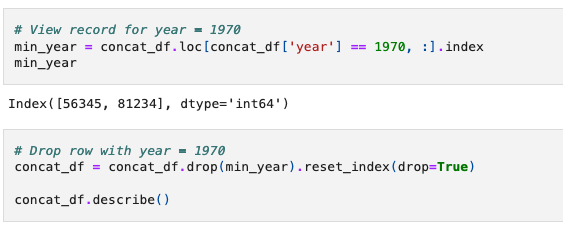 # View record for year = 1970
min_year = concat_df.loc[concat_df['year'] == 1970, :].index
min_year
Index([56345, 81234], dtype='int64')
# Drop row with year = 1970
concat_df = concat_df.drop(min_year).reset_index(drop=True)
concat_df.describe()